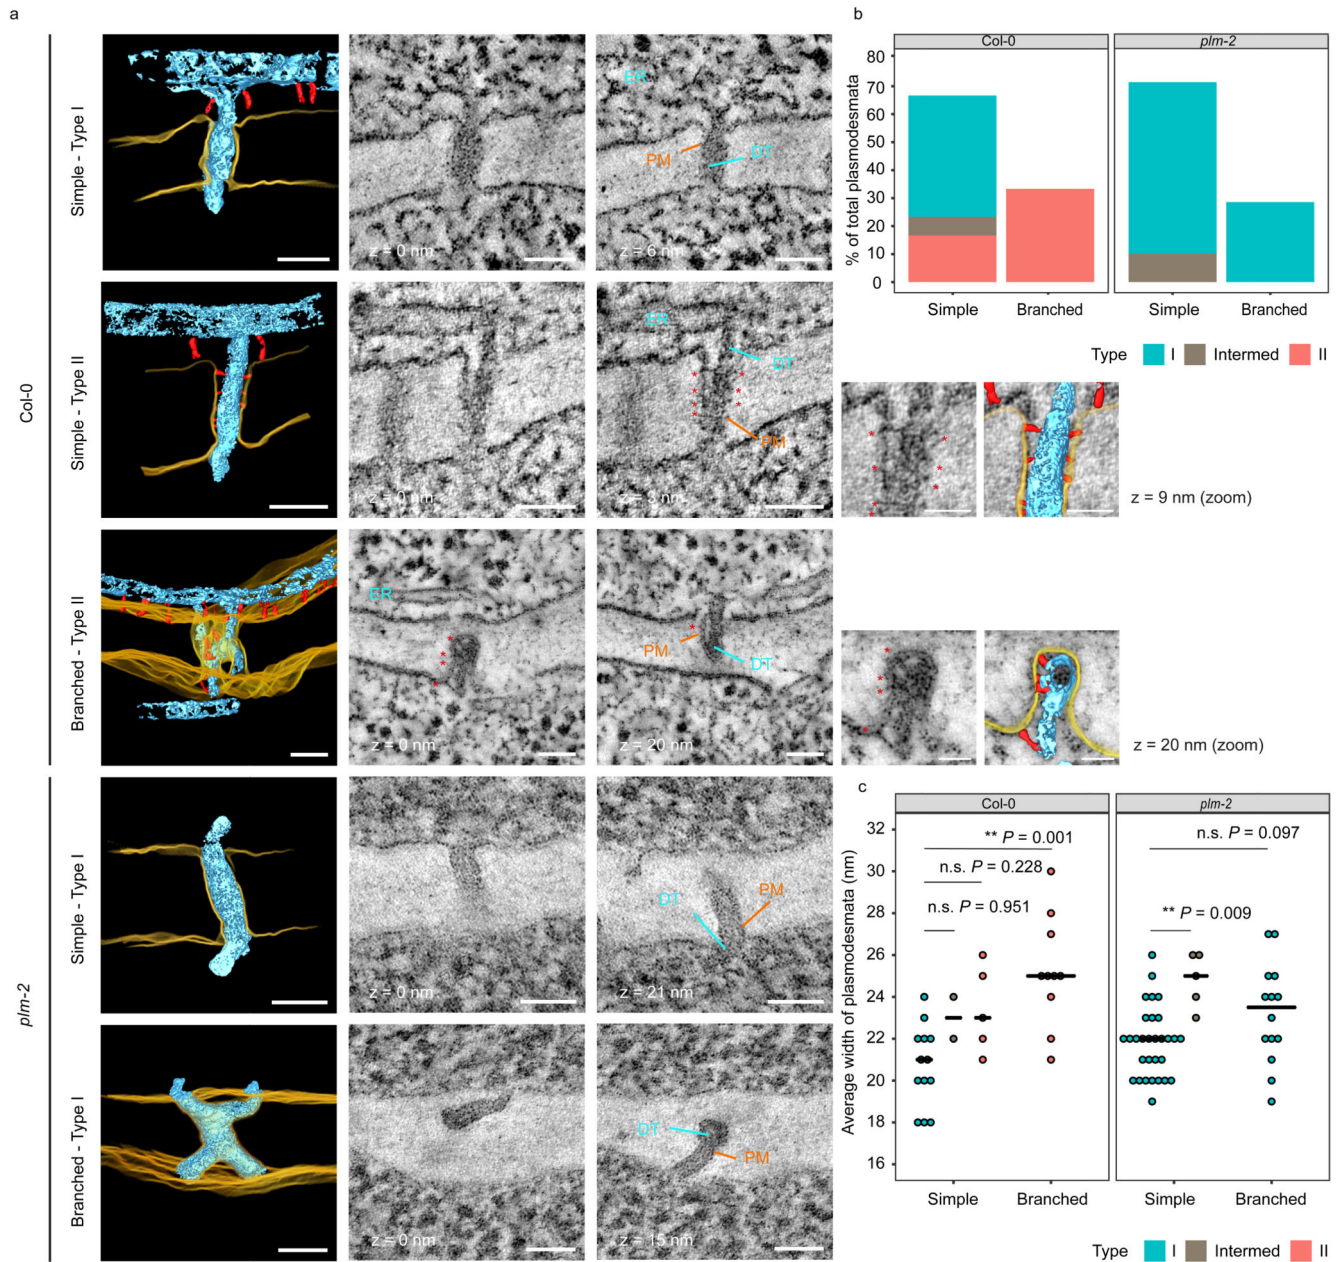 a
Col-0
plm-2
Simple - Type I
z = 0 nm
ER
PM
DT
z = 6 nm
Simple - Type II
z = 0 nm
ER
DT
* *
* *
* *
*
PM
z = 3 nm
* *
* *
*
* *
z = 9 nm (zoom)
Branched - Type II
ER
*
*
*
*
z = 0 nm
*
PM
DT
z = 20 nm
*
*
*
*
z = 20 nm (zoom)
Simple - Type I
z = 0 nm
DT
PM
z = 21 nm
Branched - Type I
z = 0 nm
DT
PM
z = 15 nm
b
Col-0
plm-2
% of total plasmodesmata
80
70
60
50
40
30
20
10
0
Simple
Branched
Simple
Branched
Type I Intermed II
c
Col-0
plm-2
Average width of plasmodesmata (nm)
32
30
28
26
24
22
20
18
16
** P = 0.001
n.s. P = 0.228
n.s. P = 0.951
n.s. P = 0.097
** P = 0.009
Simple
Branched
Simple
Branched
Type I Intermed II